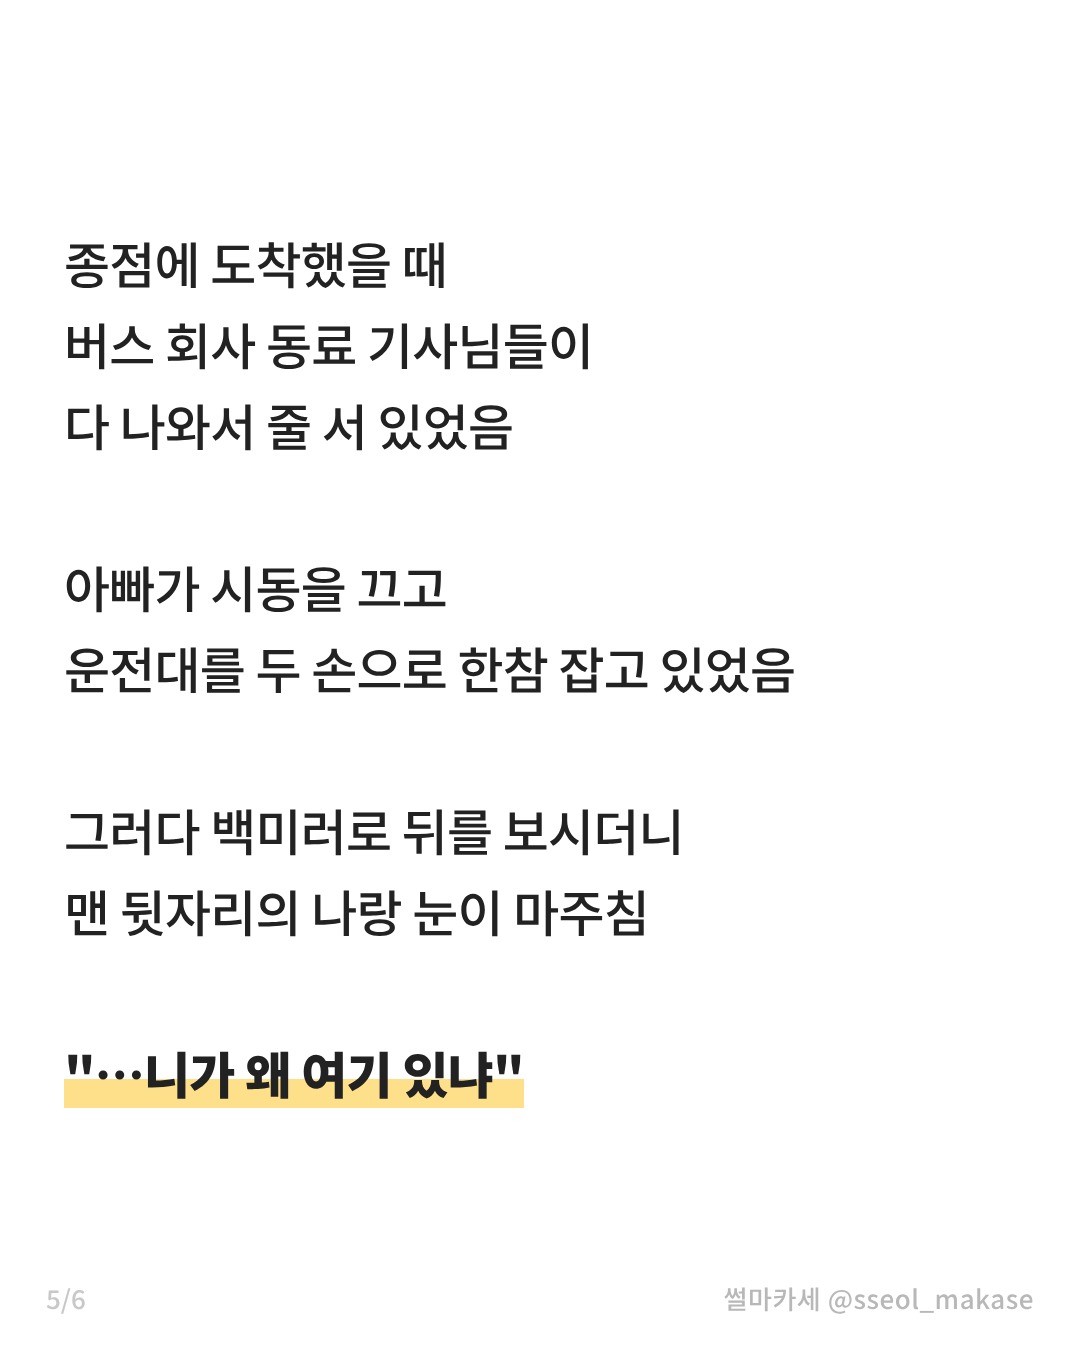 종점에 도착했을 때
버스 회사 동료 기사님들이
다 나와서 줄 서 있었음
아빠가 시동을 끄고
운전대를 두 손으로 한참 잡고 있었음
그러다 백미러로 뒤를 보시더니
맨 뒷자리의 나랑 눈이 마주침
"…니가 왜 여기 있냐"
5/6
썰마카세 @sseol_makase